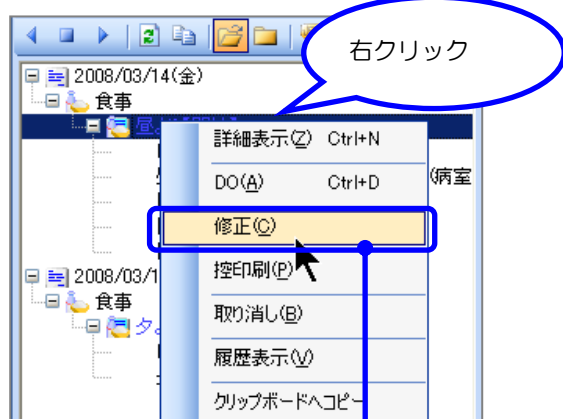 右クリック
2008/03/14(金)
食事
詳細表示(Z) Ctrl+N
DO(A) Ctrl+D
(病室
修正(C)
控印刷(P)
2008/03/1
食事
取り消し(B)
履歴表示(V)
クリップボードへコピー